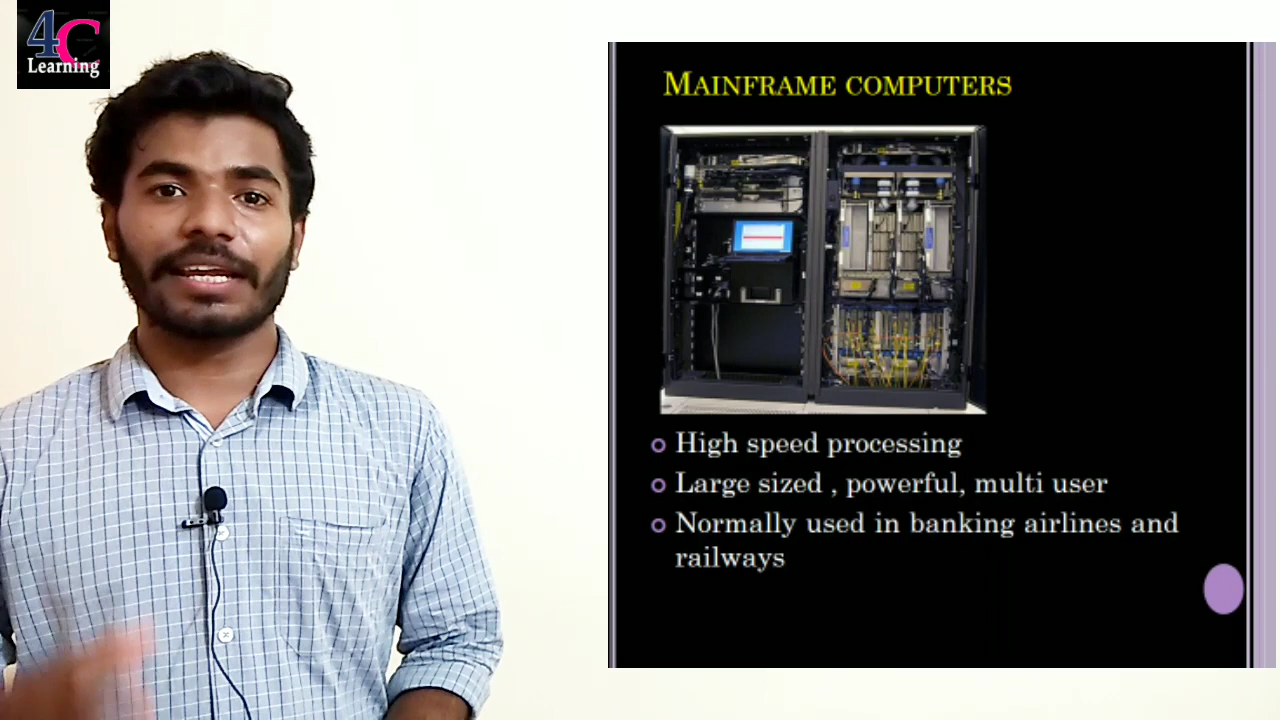 4C
Learning
MAINFRAME COMPUTERS
High speed processing
Large sized , powerful, multi user
Normally used in banking airlines and
railways